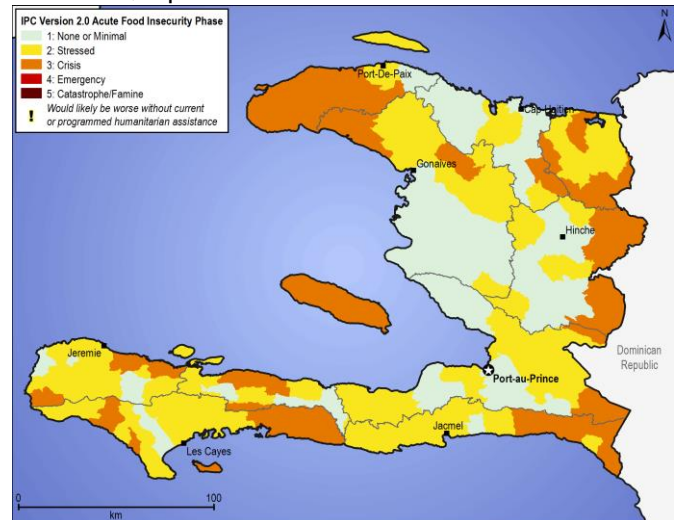 IPC Version 2.0 Acute Food Insecurity Phase
1: None or Minimal
2: Stressed
3: Crisis
4: Emergency
5: Catastrophe/Famine
! Would likely be worse without current
or programmed humanitarian assistance
N
Port-De-Paix
Cap-Haitien
Gonaives
Hinche
Jeremie
Dominican
Republic
Port-au-Prince
Jacmel
Les Cayes
0 100
km